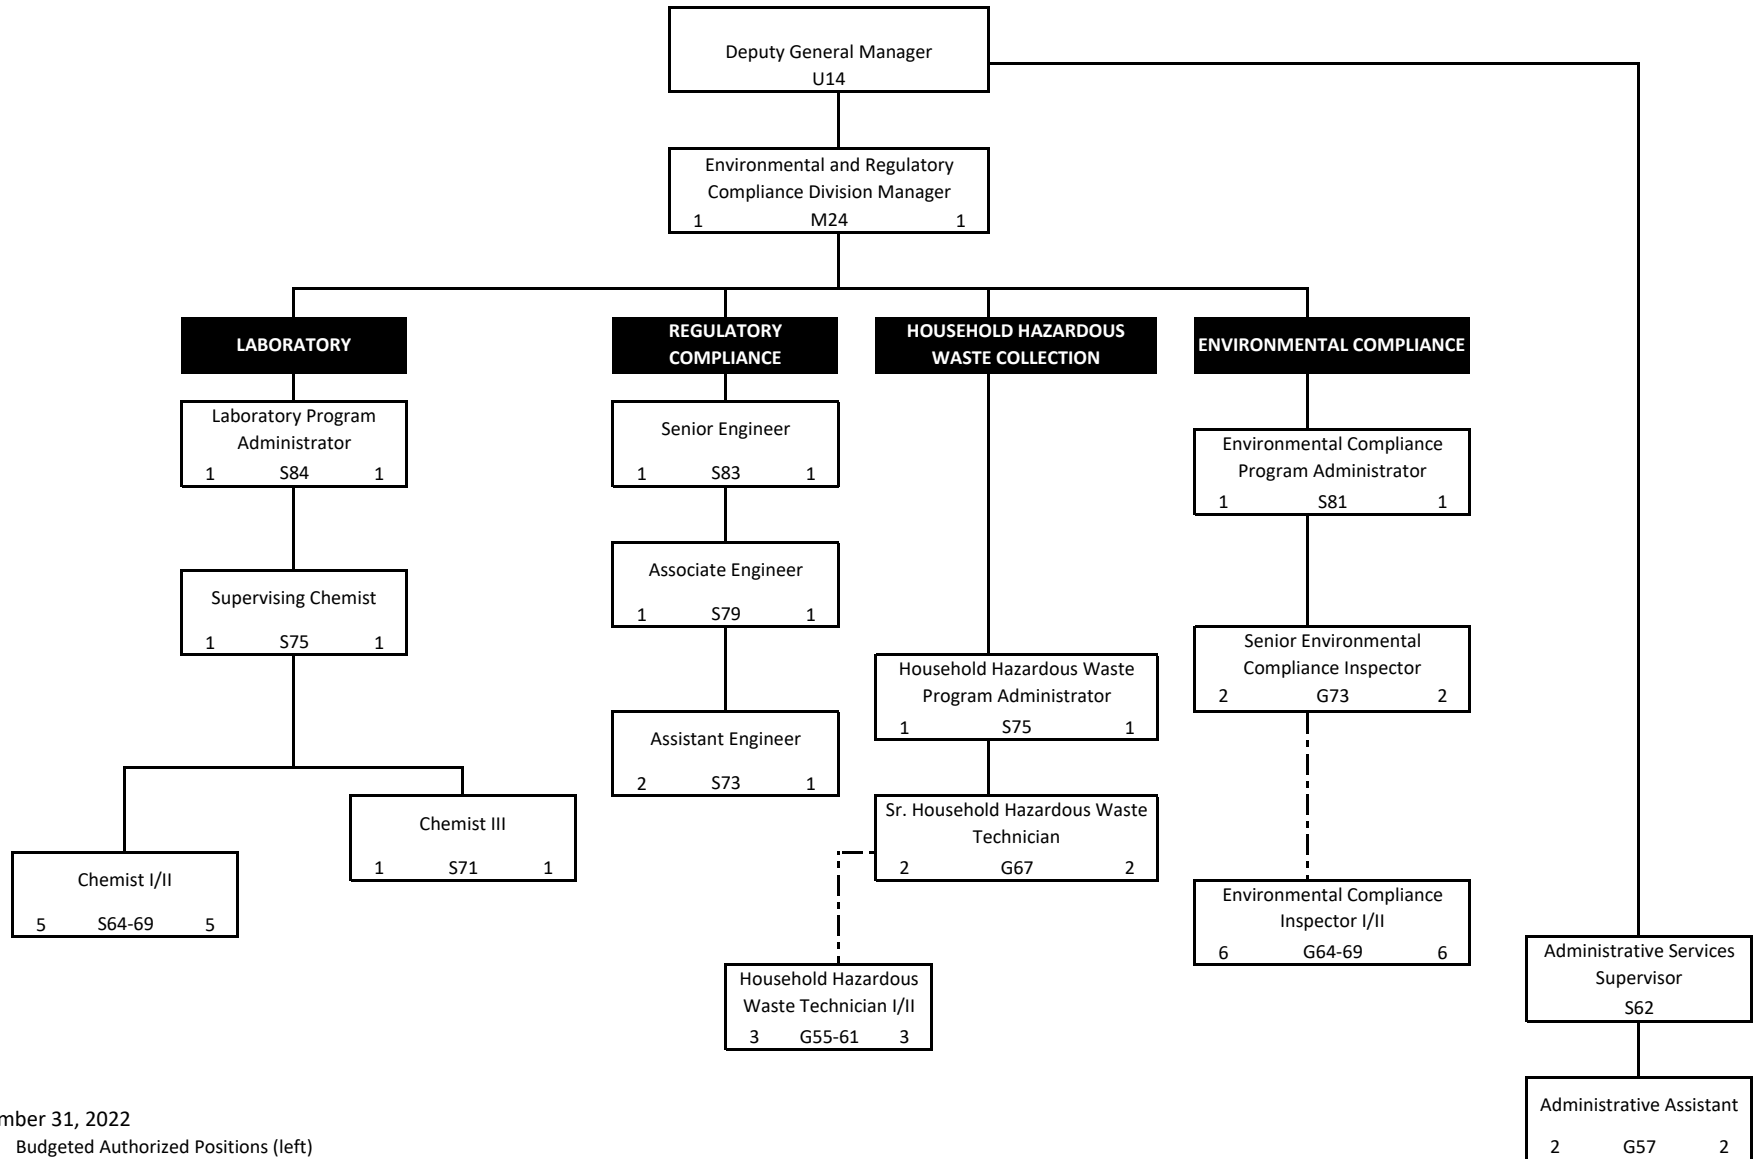 Deputy General Manager
U14
Environmental and Regulatory
Compliance Division Manager
1 M24 1
LABORATORY
REGULATORY
COMPLIANCE
HOUSEHOLD HAZARDOUS
WASTE COLLECTION
ENVIRONMENTAL COMPLIANCE
Laboratory Program
Administrator
1 S84 1
Senior Engineer
1 S83 1
Environmental Compliance
Program Administrator
1 S81 1
Supervising Chemist
1 S75 1
Associate Engineer
1 S79 1
Household Hazardous Waste
Program Administrator
1 S75 1
Senior Environmental
Compliance Inspector
2 G73 2
Assistant Engineer
2 S73 1
Chemist III
1 S71 1
Sr. Household Hazardous Waste
Technician
2 G67 2
Chemist I/II
5 S64-69 5
Environmental Compliance
Inspector I/II
6 G64-69 6
Household Hazardous
Waste Technician I/II
3 G55-61 3
Administrative Services
Supervisor
S62
Administrative Assistant
2 G57 2
mber 31, 2022
Budgeted Authorized Positions (left)